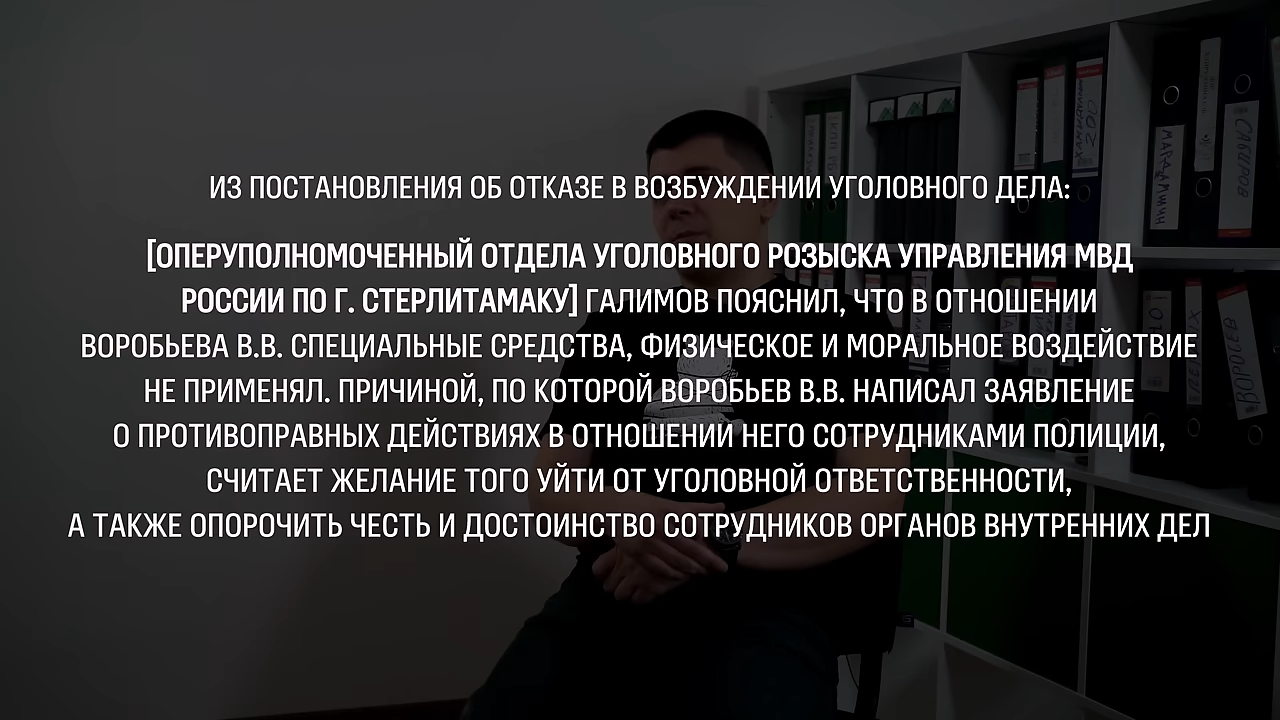 ИЗ ПОСТАНОВЛЕНИЯ ОБ ОТКАЗЕ В ВОЗБУЖДЕНИИ УГОЛОВНОГО ДЕЛА:
[ОПЕРУПОЛНОМОЧЕННЫЙ ОТДЕЛА УГОЛОВНОГО РОЗЫСКА УПРАВЛЕНИЯ МВД
РОССИИ ПО Г. СТЕРЛИТАМАКУ] ГАЛИМОВ ПОЯСНИЛ, ЧТО В ОТНОШЕНИИ
ВОРОБЬЕВА В.В. СПЕЦИАЛЬНЫЕ СРЕДСТВА, ФИЗИЧЕСКОЕ И МОРАЛЬНОЕ ВОЗДЕЙСТВИЕ
НЕ ПРИМЕНЯЛ. ПРИЧИНОЙ, ПО КОТОРОЙ ВОРОБЬЕВ В.В. НАПИСАЛ ЗАЯВЛЕНИЕ
О ПРОТИВОПРАВНЫХ ДЕЙСТВИЯХ В ОТНОШЕНИИ НЕГО СОТРУДНИКАМИ ПОЛИЦИИ,
СЧИТАЕТ ЖЕЛАНИЕ ТОГО УЙТИ ОТ УГОЛОВНОЙ ОТВЕТСТВЕННОСТИ,
А ТАКЖЕ ОПОРОЧИТЬ ЧЕСТЬ И ДОСТОИНСТВО СОТРУДНИКОВ ОРГАНОВ ВНУТРЕННИХ ДЕЛ
САБИРОВ